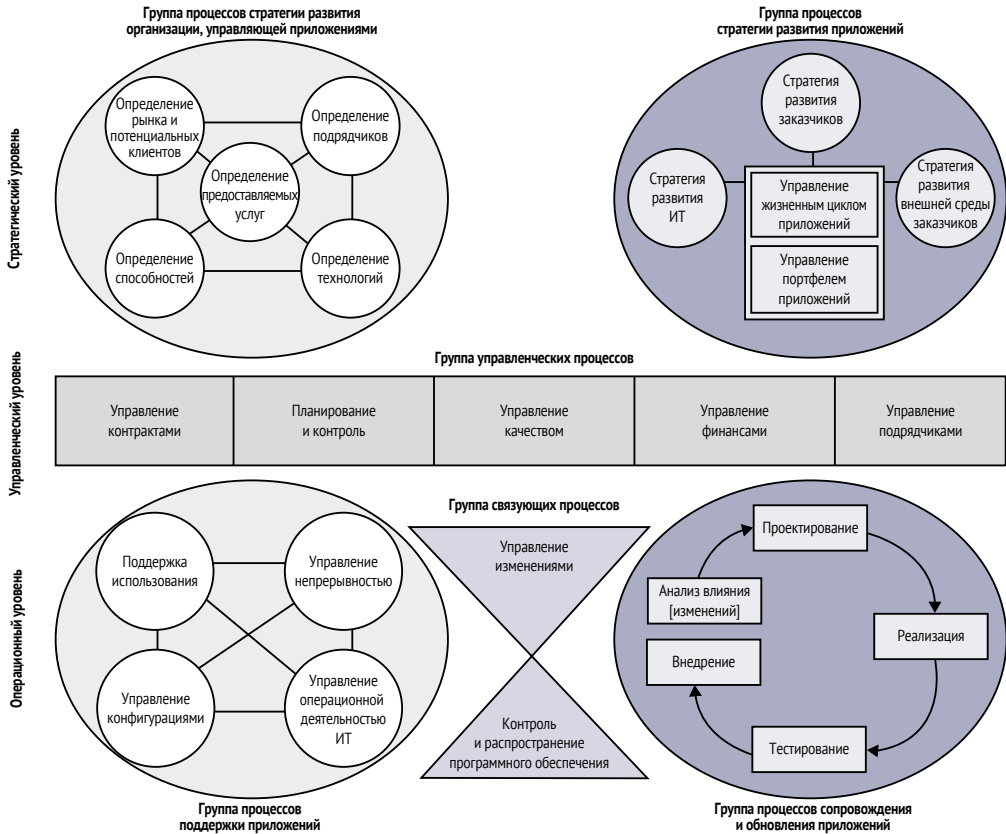 Группа процессов стратегии развития
организации, управляющей приложениями
Группа процессов
стратегии развития приложений
Стратегический уровень
Определение
рынка и
потенциальных
клиентов
Определение
подрядчиков
Определение
предоставляемых
услуг
Определение
способностей
Определение
технологий
Стратегия
развития
заказчиков
Стратегия
развития
ИТ
Управление
жизненным циклом
приложений
Стратегия
развития
внешней среды
заказчиков
Управление
портфелем
приложений
Управленческий уровень
Группа управленческих процессов
Управление
контрактами
Планирование
и контроль
Управление
качеством
Управление
финансами
Управление
подрядчиками
Операционный уровень
Поддержка
использования
Управление
непрерывностью
Управление
конфигурациями
Управление
операционной
деятельностью
ИТ
Группа процессов
поддержки приложений
Группа связующих процессов
Управление
изменениями
Контроль
и распространение
программного обеспечения
Проектирование
Анализ влияния
[изменений]
Реализация
Внедрение
Тестирование
Группа процессов сопровождения
и обновления приложений